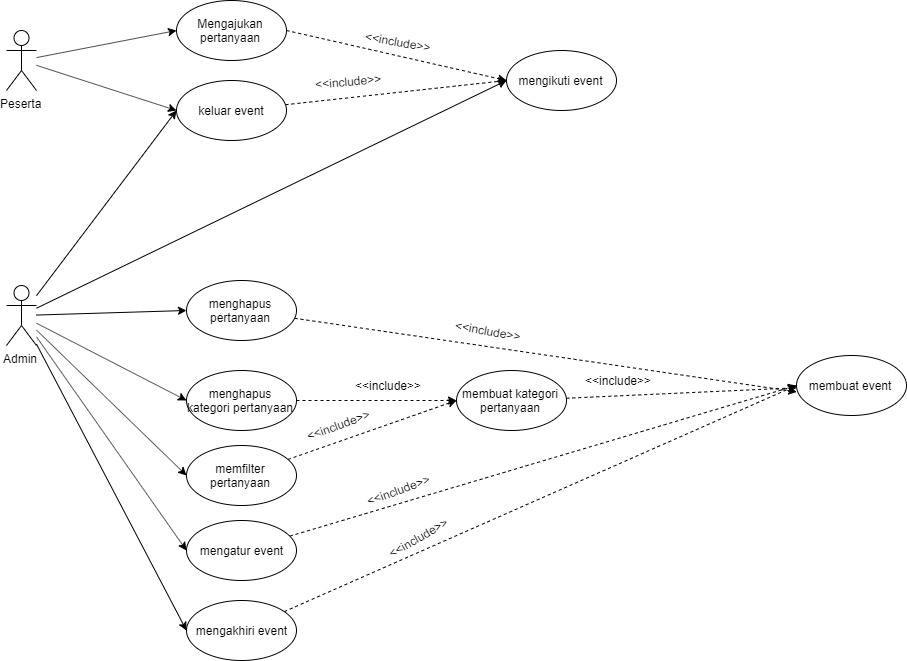 Mengajukan
pertanyaan
<<include>>
Peserta
keluar event
<<include>>
mengikuti event
Admin
menghapus
pertanyaan
<<include>>
menghapus
kategori pertanyaan
<<include>>
membuat kategori
pertanyaan
<<include>>
membuat event
memfilter
pertanyaan
<<include>>
mengatur event
<<include>>
mengakhiri event
<<include>>